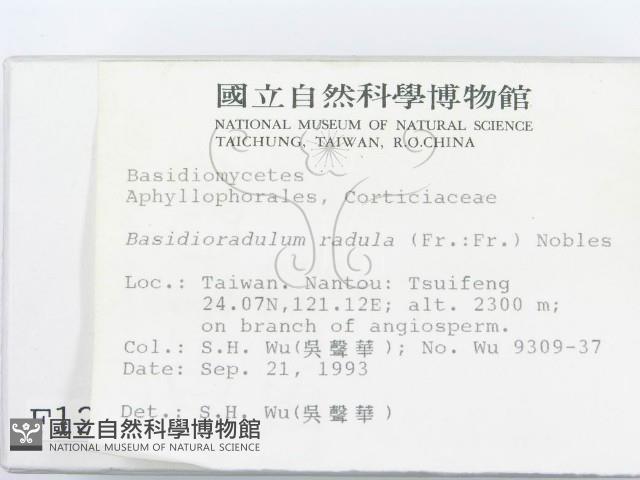 國立自然科學博物館
NATIONAL MUSEUM OF NATURAL SCIENCE
TAICHUNG, TAIWAN, R.O.CHINA
Basidiomycetes
Aphyllophorales, Corticiaceae
Basidioradulum radula (Fr.:Fr.) Nobles
Loc.: Taiwan. Nantou: Tsuifeng
24.07N,121.12E; alt. 2300 m;
on branch of angiosperm.
Col.: S.H. Wu(吳聲華); No. Wu 9309-37
Date: Sep. 21, 1993
Det.: S.H. Wu(吳聲華)
國立自然科學博物館
NATIONAL MUSEUM OF NATURAL SCIENCE